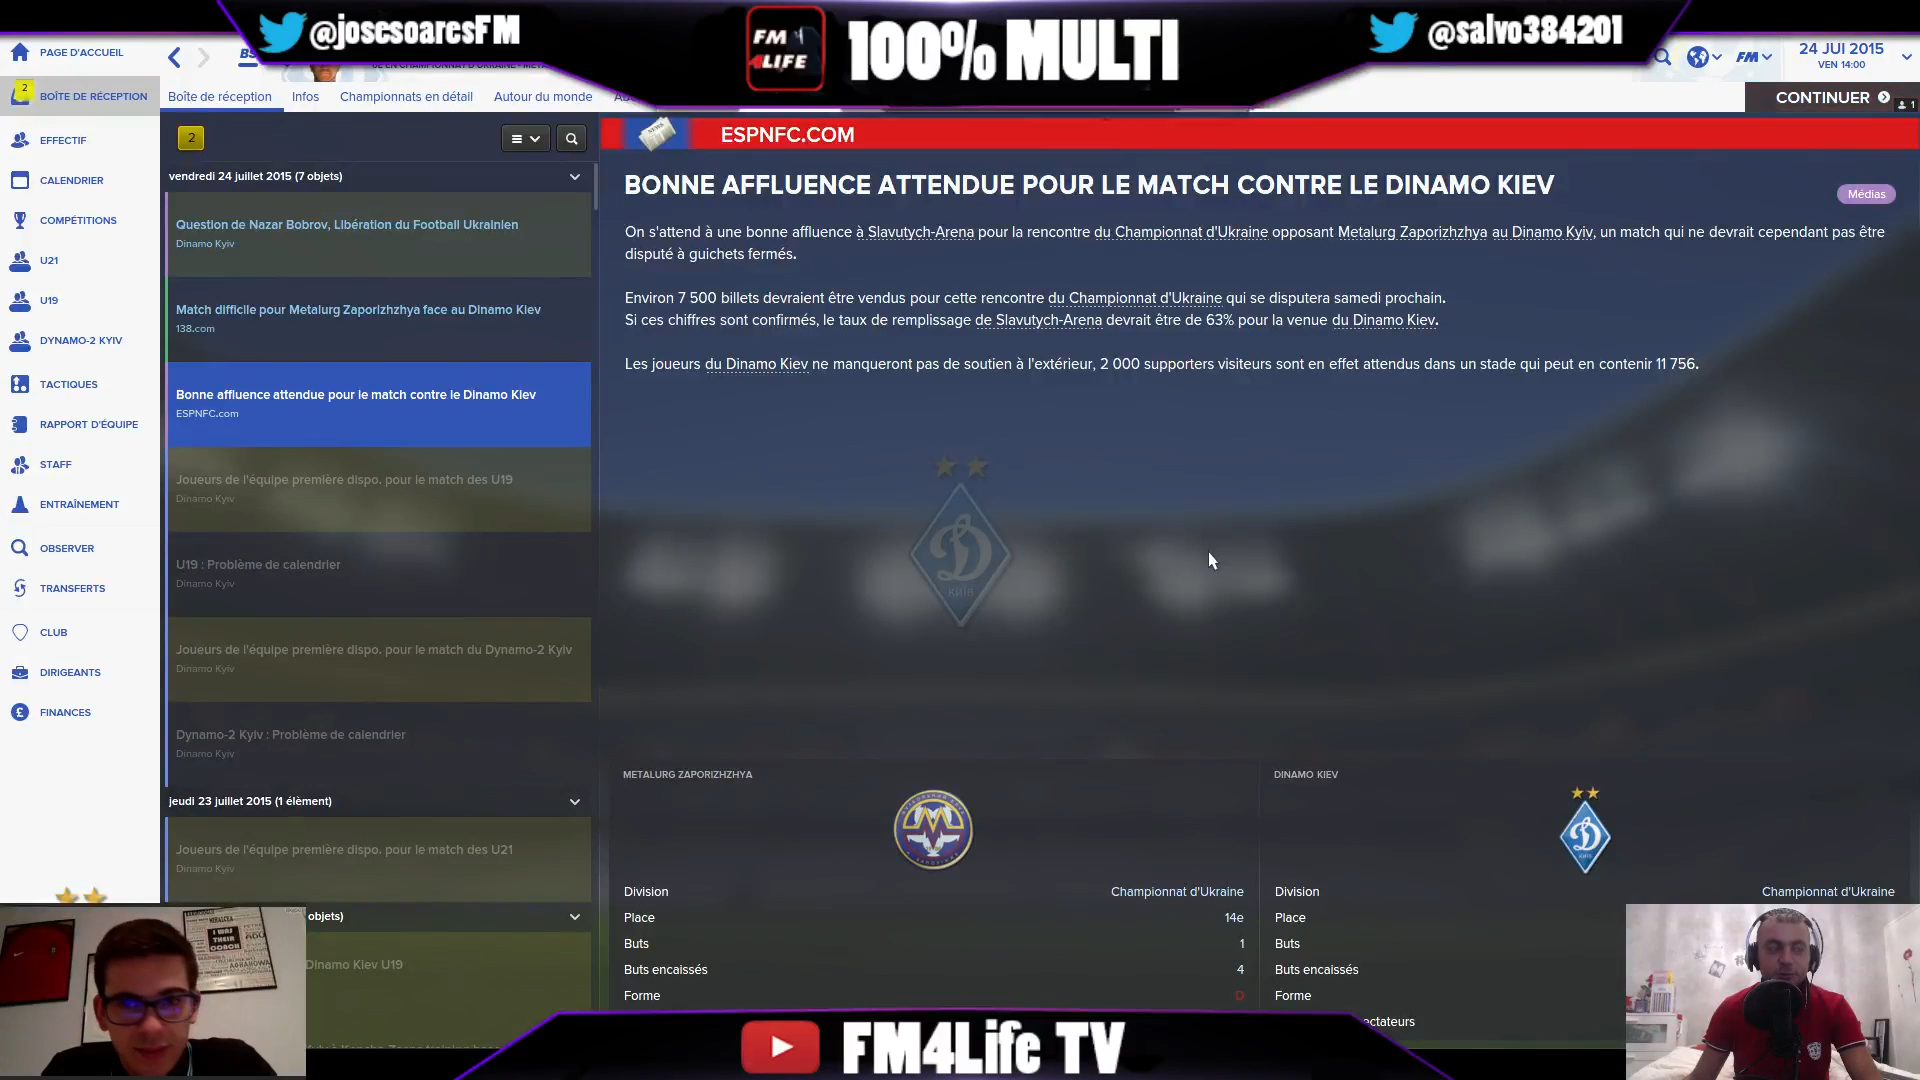 @josesoaresFM
FM
4LIFE
100% MULTI
@salvo384201
PAGE D'ACCUEIL
FM
24 JUI 2015
VEN 14:00
2
BOÎTE DE RÉCEPTION
Boîte de réception
Infos
Championnats en détail
Autour du monde
CONTINUER
1
EFFECTIF
CALENDRIER
COMPÉTITIONS
U21
U19
DYNAMO-2 KYIV
TACTIQUES
RAPPORT D'ÉQUIPE
STAFF
ENTRAÎNEMENT
OBSERVER
TRANSFERTS
CLUB
DIRIGEANTS
FINANCES
2
vendredi 24 juillet 2015 (7 objets)
Question de Nazar Bobrov, Libération du Football Ukrainien
Dinamo Kyiv
Match difficile pour Metalurg Zaporizhzhya face au Dinamo Kiev
138.com
Bonne affluence attendue pour le match contre le Dinamo Kiev
ESPNFC.com
Joueurs de l'équipe première dispo. pour le match des U19
Dinamo Kyiv
U19 : Problème de calendrier
Dinamo Kyiv
Joueurs de l'équipe première dispo. pour le match du Dynamo-2 Kyiv
Dinamo Kyiv
Dynamo-2 Kyiv : Problème de calendrier
Dinamo Kyiv
jeudi 23 juillet 2015 (1 élèment)
Joueurs de l'équipe première dispo. pour le match des U21
Dinamo Kyiv
objets)
Dinamo Kiev U19
NEWS
ESPNFC.COM
BONNE AFFLUENCE ATTENDUE POUR LE MATCH CONTRE LE DINAMO KIEV
Médias
On s'attend à une bonne affluence à Slavutych-Arena pour la rencontre du Championnat d'Ukraine opposant Metalurg Zaporizhzhya au Dinamo Kyiv, un match qui ne devrait cependant pas être
disputé à guichets fermés.
Environ 7 500 billets devraient être vendus pour cette rencontre du Championnat d'Ukraine qui se disputera samedi prochain.
Si ces chiffres sont confirmés, le taux de remplissage de Slavutych-Arena devrait être de 63% pour la venue du Dinamo Kiev.
Les joueurs du Dinamo Kiev ne manqueront pas de soutien à l'extérieur, 2 000 supporters visiteurs sont en effet attendus dans un stade qui peut en contenir 11 756.
КИЇВ
METALURG ZAPORIZHZHYA
Division Championnat d'Ukraine
Place 14e
Buts 1
Buts encaissés 4
Forme D
DINAMO KIEV
Division Championnat d'Ukraine
Place
Buts
Buts encaissés
Forme
ectateurs
I WAS
THEIR
COACH
FM4Life TV